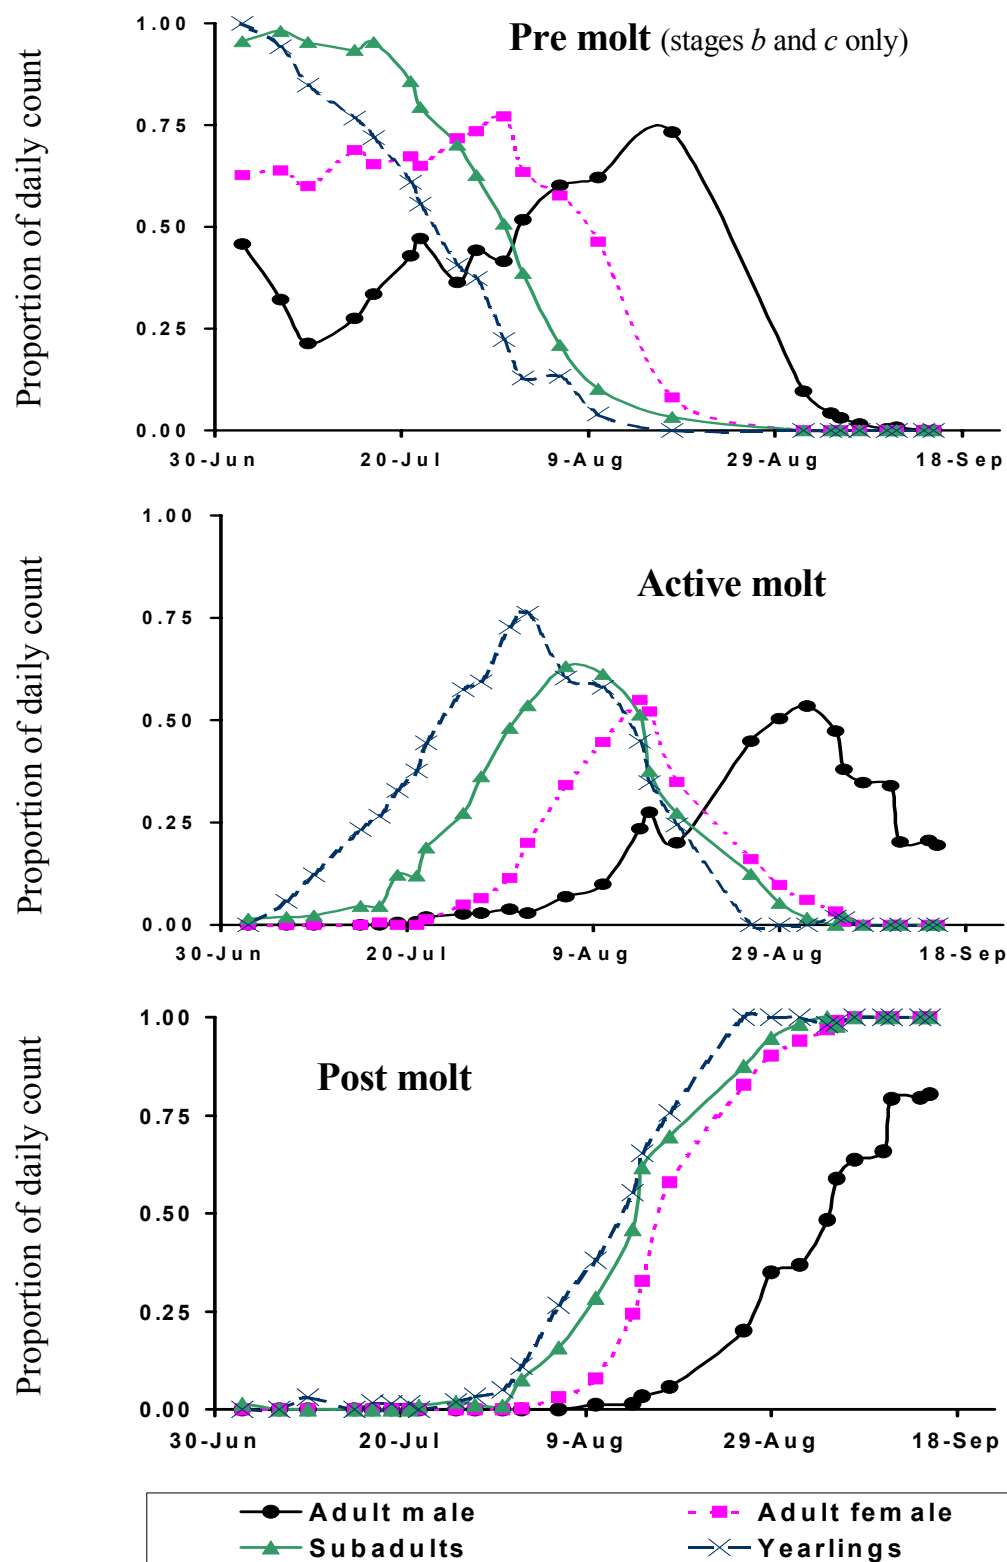 Pre molt (stages b and c only)
Proportion of daily count
1.00
0.75
0.50
0.25
0.00
30-Jun 20-Jul 9-Aug 29-Aug 18-Sep
Active molt
Proportion of daily count
1.00
0.75
0.50
0.25
0.00
30-Jun 20-Jul 9-Aug 29-Aug 18-Sep
Post molt
Proportion of daily count
1.00
0.75
0.50
0.25
0.00
30-Jun 20-Jul 9-Aug 29-Aug 18-Sep
Adult male Adult female
Subadults Yearlings